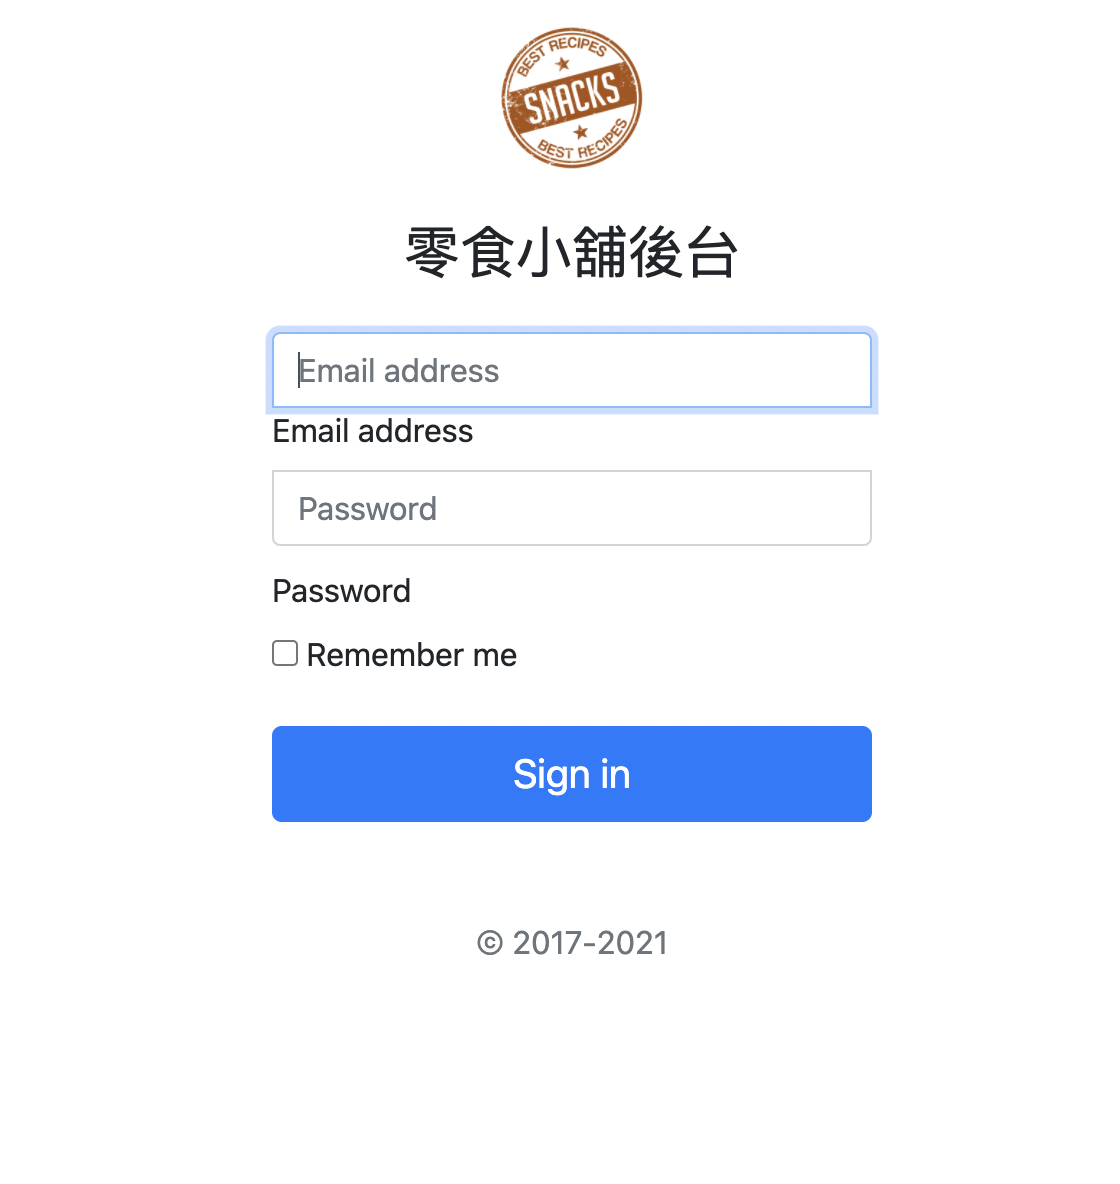 BEST RECIPES
SNACKS
BEST RECIPES
零食小舖後台
Email address
Email address
Password
Password
Remember me
Sign in
© 2017-2021